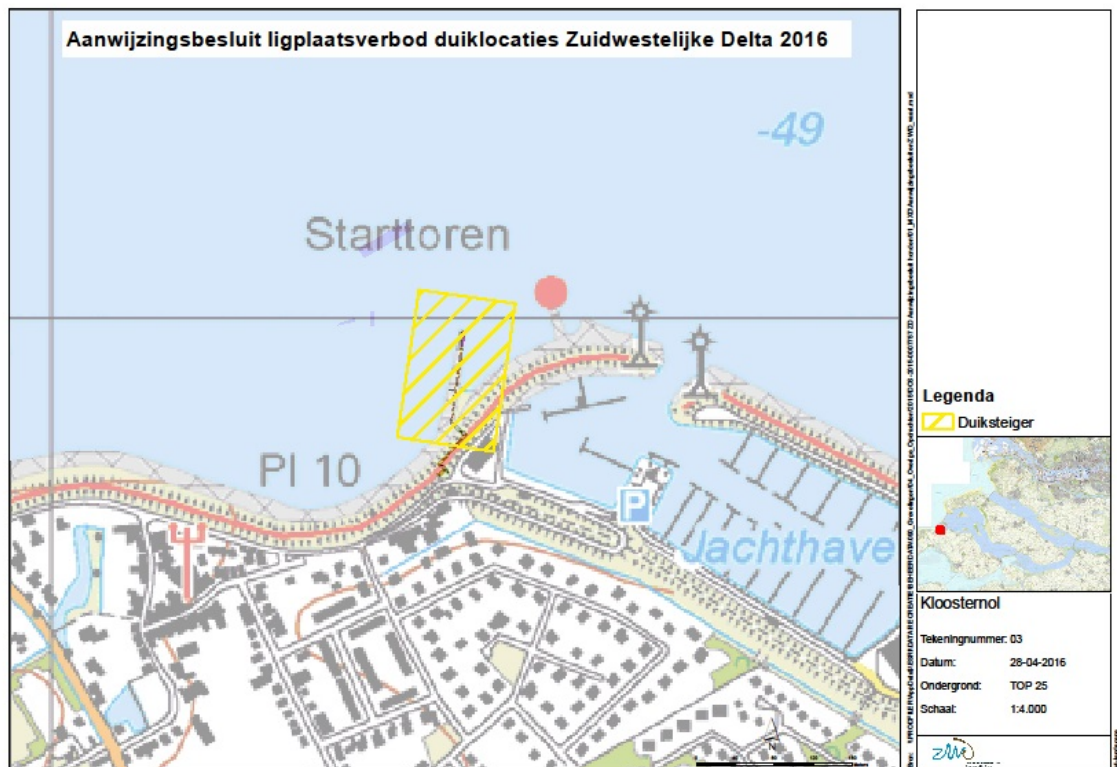 Aanwijzingsbesluit ligplaatsverbod duiklocaties Zuidwestelijke Delta 2016
-49
Starttoren
Pl 10
P
Jachthave
N
Legenda
Duiksteiger
Kloosternol
Tekeningnummer: 03
Datum: 28-04-2016
Ondergrond: TOP 25
Schaal: 1:4.000